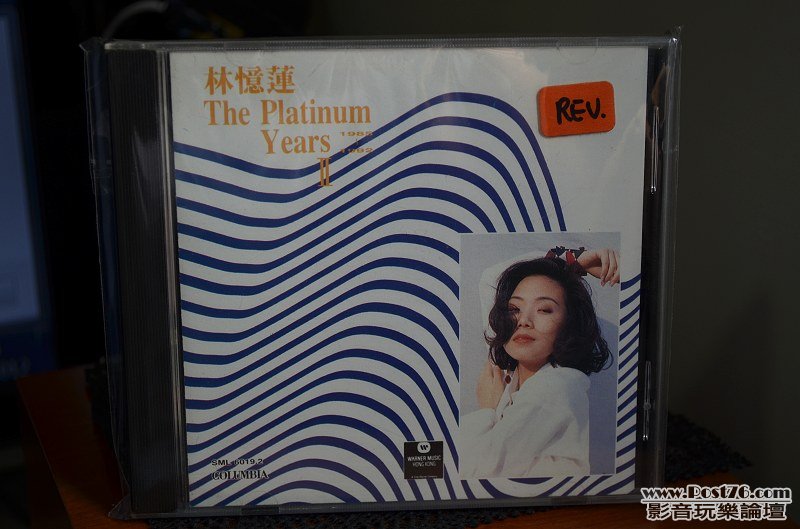 林憶蓮
The Platinum
Years
1985
II
REV.
COLUMBIA
WARNER MUSIC
HONG KONG
www.Post76.com
影音玩樂論壇